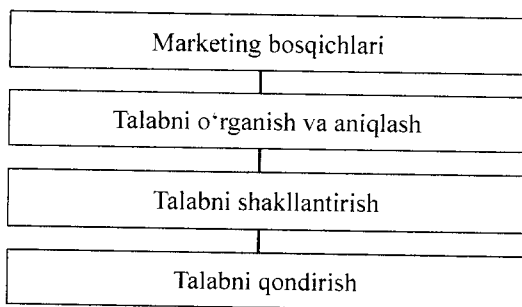 Marketing bosqichlari
Talabni o‘rganish va aniqlash
Talabni shakllantirish
Talabni qondirish